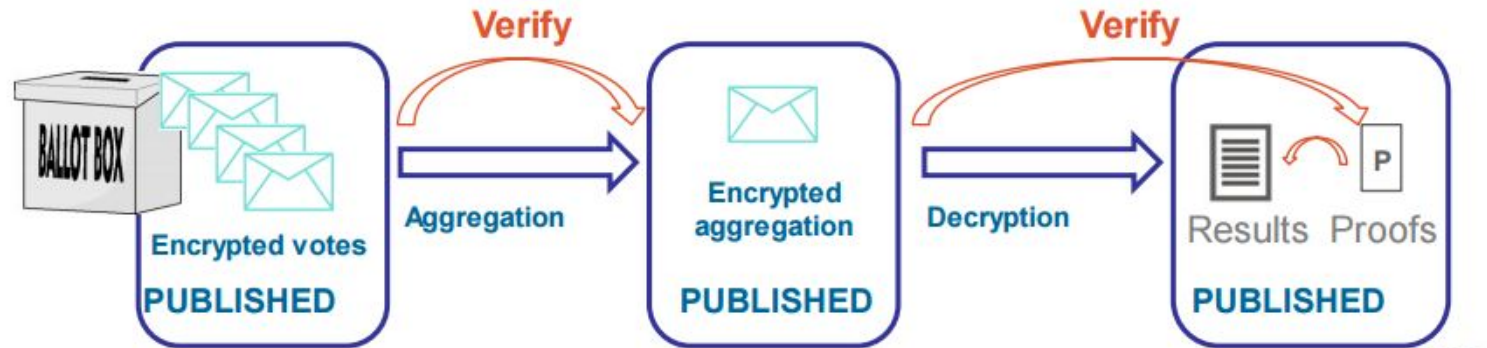 Verify
Verify
BALLOT BOX
Encrypted votes
PUBLISHED
Aggregation
Encrypted
aggregation
PUBLISHED
Decryption
P
Results Proofs
PUBLISHED